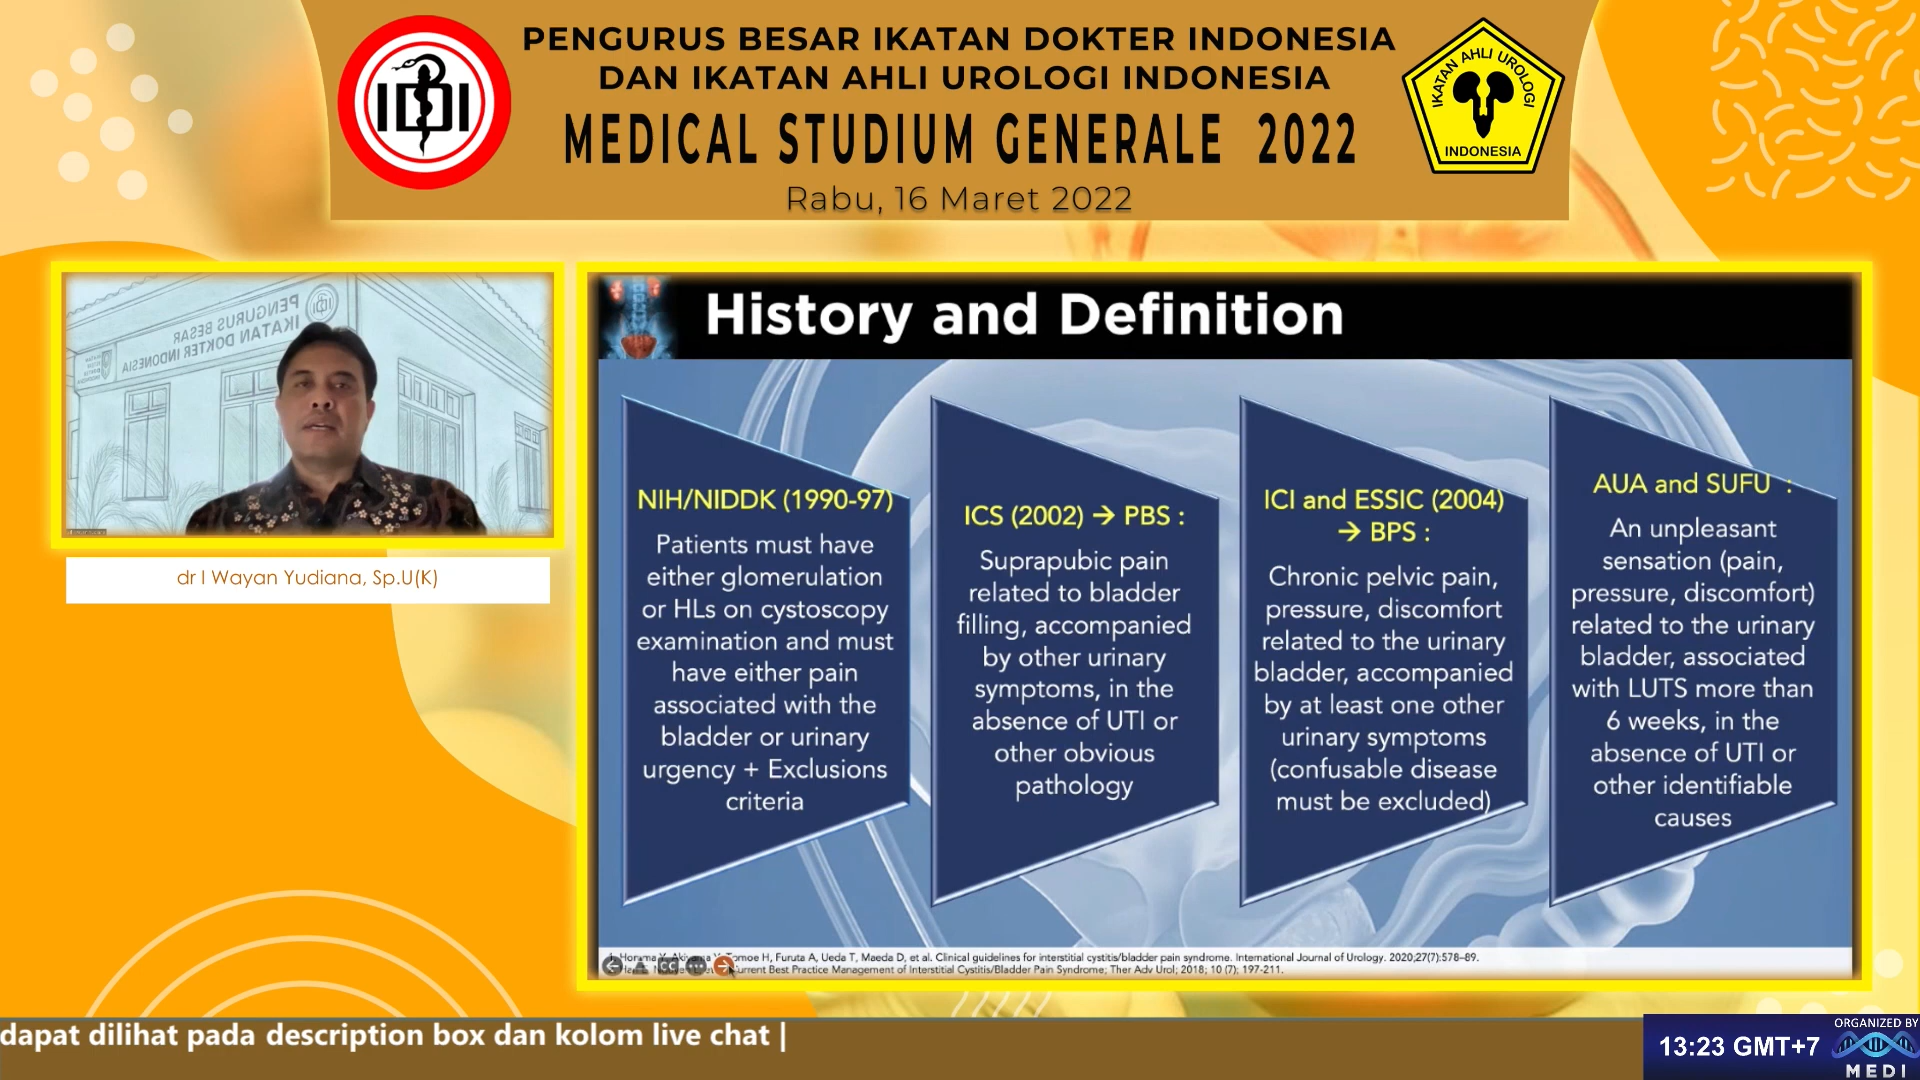 PENGURUS BESAR IKATAN DOKTER INDONESIA
DAN IKATAN AHLI UROLOGI INDONESIA
MEDICAL STUDIUM GENERALE 2022
Rabu, 16 Maret 2022
IDI
IKATAN AHLI UROLOGI
INDONESIA
PENGURUS BESAR
IKATAN DOKTER INDONESIA
dr I Wayan Yudiana, Sp.U(K)
History and Definition
NIH/NIDDK (1990-97)
Patients must have
either glomerulation
or HLs on cystoscopy
examination and must
have either pain
associated with the
bladder or urinary
urgency + Exclusions
criteria
ICS (2002) → PBS :
Suprapubic pain
related to bladder
filling, accompanied
by other urinary
symptoms, in the
absence of UTI or
other obvious
pathology
ICI and ESSIC (2004)
→ BPS :
Chronic pelvic pain,
pressure, discomfort
related to the urinary
bladder, accompanied
by at least one other
urinary symptoms
(confusable disease
must be excluded)
AUA and SUFU :
An unpleasant
sensation (pain,
pressure, discomfort)
related to the urinary
bladder, associated
with LUTS more than
6 weeks, in the
absence of UTI or
other identifiable
causes
Tomoe H, Furuta A, Ueda T, Maeda D, et al. Clinical guidelines for interstitial cystitis/bladder pain syndrome. International Journal of Urology. 2020;27(7):578–89.
Current Best Practice Management of Interstitial Cystitis/Bladder Pain Syndrome; Ther Adv Urol; 2018; 10 (7); 197-211.
dapat dilihat pada description box dan kolom live chat |
13:23 GMT+7
ORGANIZED BY
MEDI